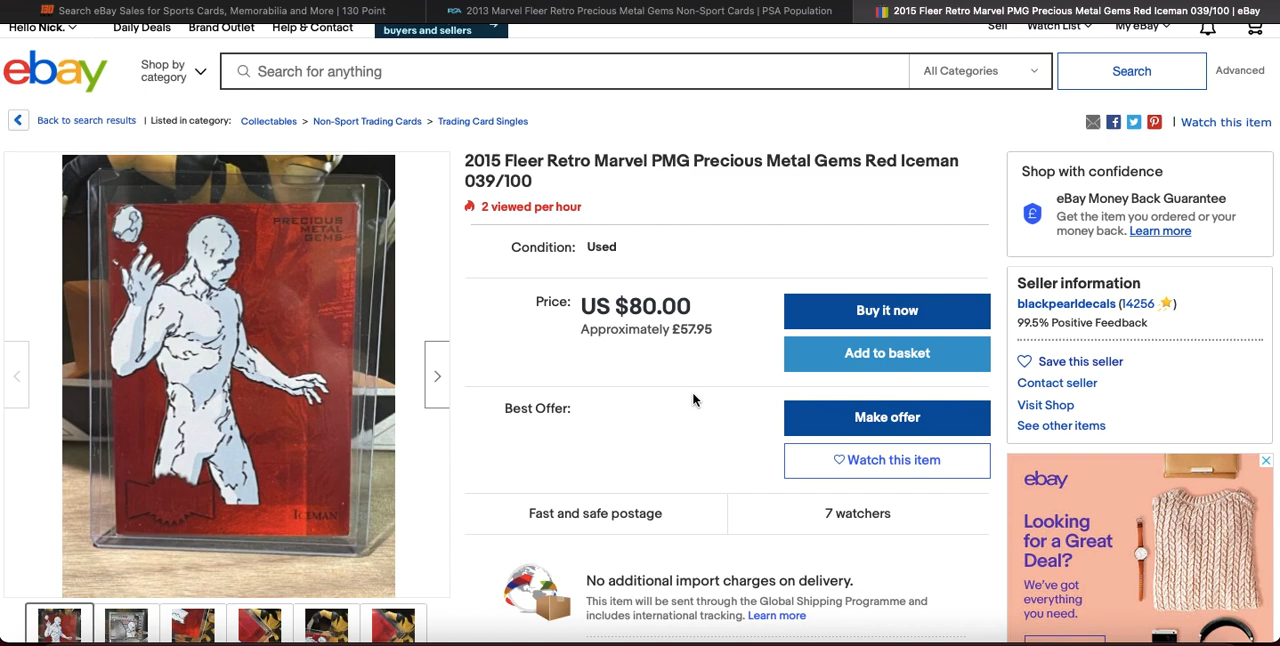 Search eBay Sales for Sports Cards, Memorabilia and More | 130 Point
PSA 2013 Marvel Fleer Retro Precious Metal Gems Non-Sport Cards | PSA Population
2015 Fleer Retro Marvel PMG Precious Metal Gems Red Iceman 039/100 | eBay
Hello Nick.
Daily Deals
Brand Outlet
Help & Contact
buyers and sellers
Sell
Watch List
My eBay
ebay
Shop by
category
Search for anything
All Categories
Search
Advanced
Back to search results | Listed in category: Collectables > Non-Sport Trading Cards > Trading Card Singles
| Watch this item
PRECIOUS
METAL
GEMS
ICEMAN
2015 Fleer Retro Marvel PMG Precious Metal Gems Red Iceman
039/100
2 viewed per hour
Condition: Used
Price: US $80.00
Approximately £57.95
Buy it now
Add to basket
Best Offer:
Make offer
Watch this item
Fast and safe postage
7 watchers
No additional import charges on delivery.
This item will be sent through the Global Shipping Programme and
includes international tracking. Learn more
Shop with confidence
eBay Money Back Guarantee
£
Get the item you ordered or your
money back. Learn more
Seller information
blackpearldecals (14256)
99.5% Positive Feedback
Save this seller
Contact seller
Visit Shop
See other items
ebay
Looking
for a Great
Deal?
We've got
everything
you need.